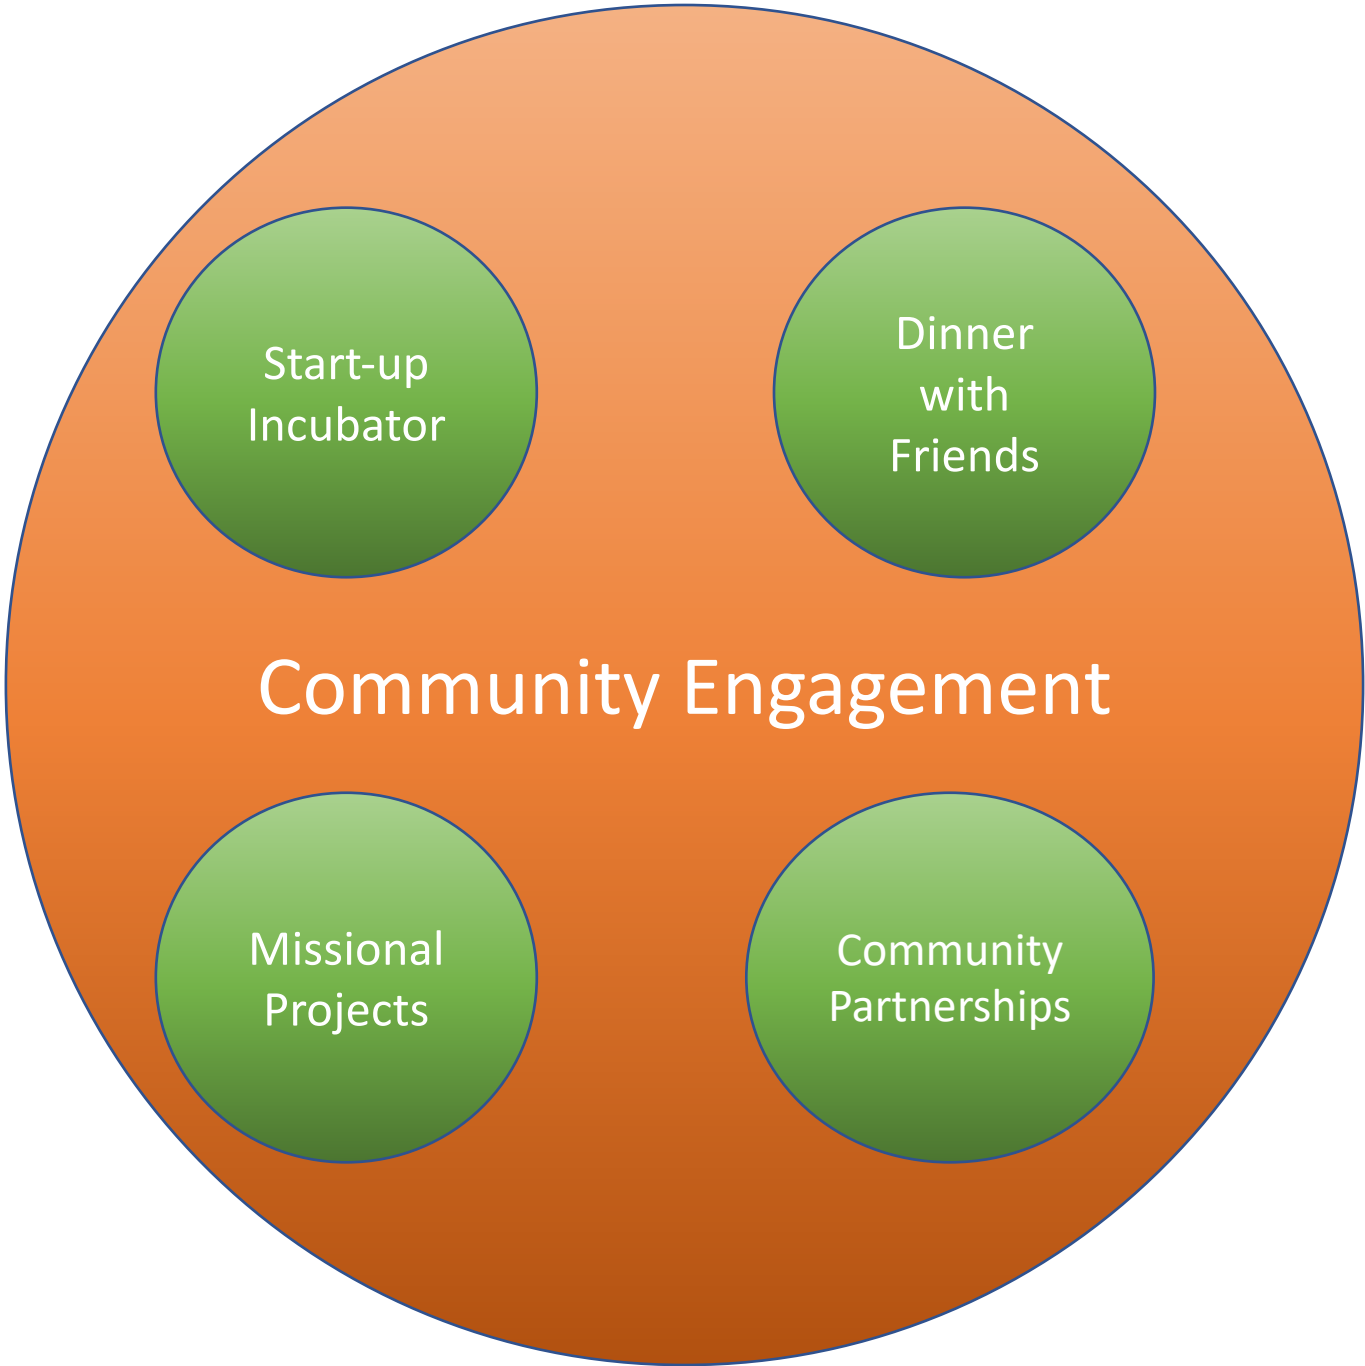 Start-up
Incubator
Dinner
with
Friends
Community Engagement
Missional
Projects
Community
Partnerships